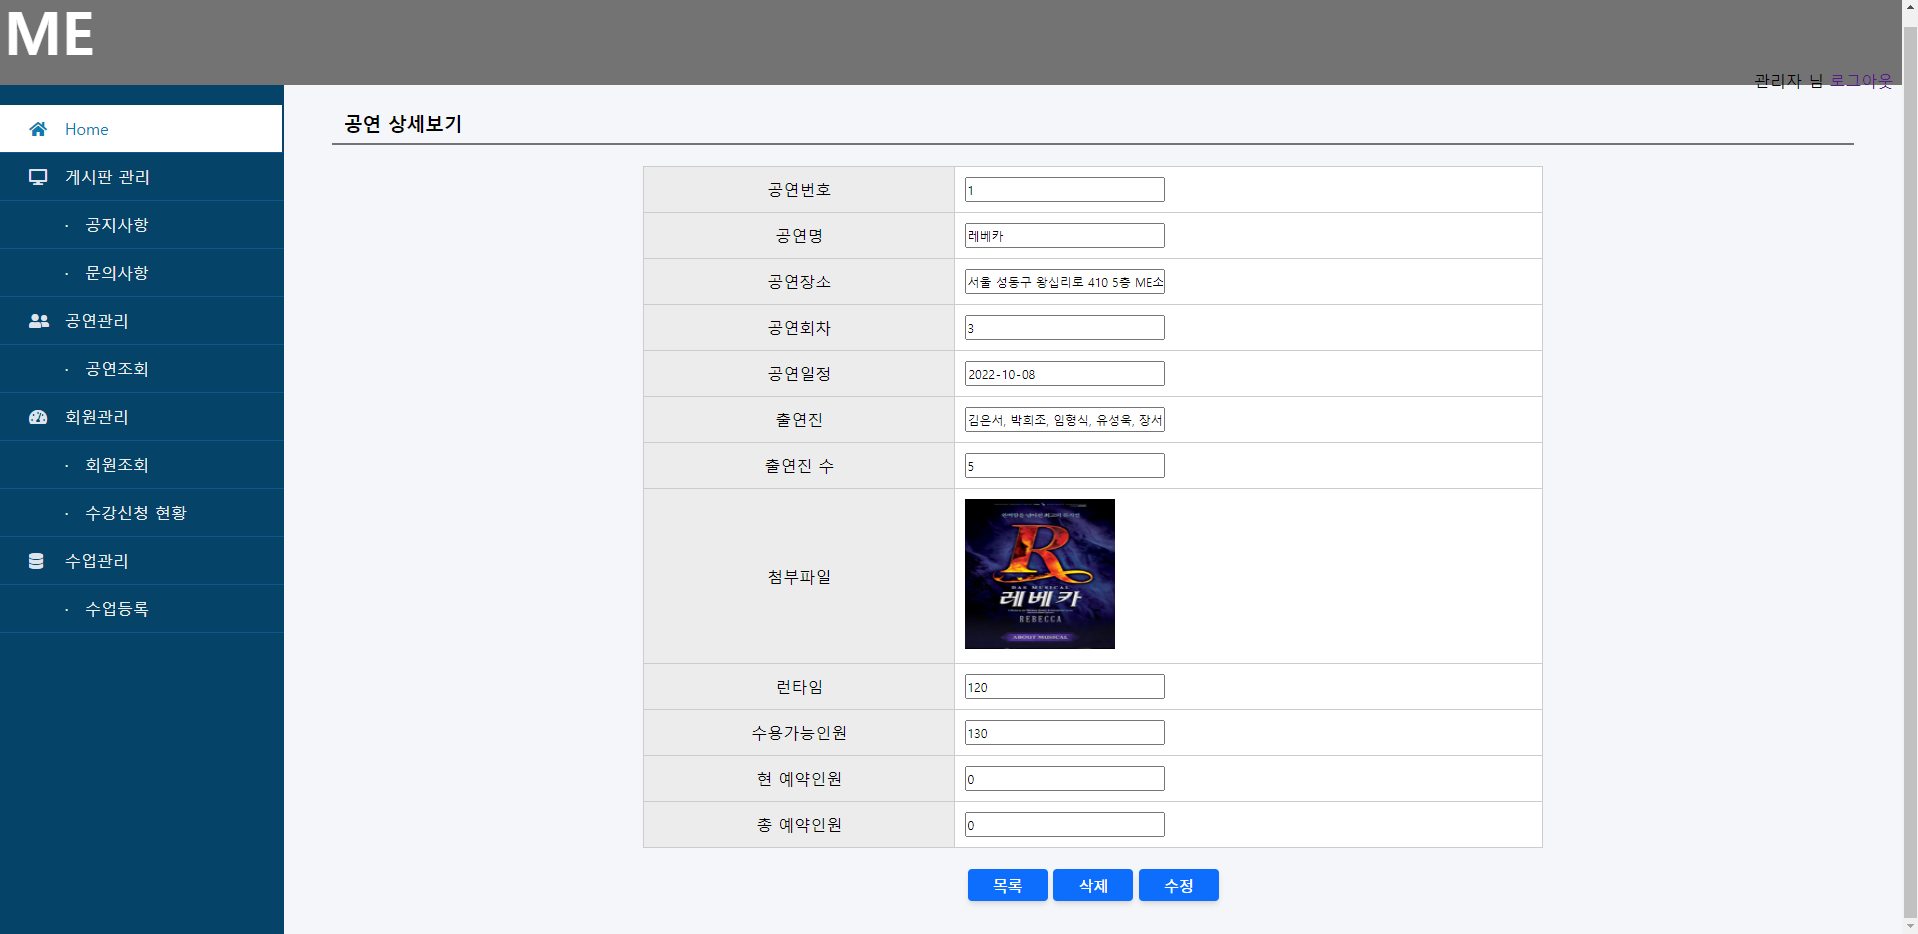 ME
관리자 님 로그아웃
Home
게시판 관리
· 공지사항
· 문의사항
공연관리
· 공연조회
회원관리
· 회원조회
· 수강신청 현황
수업관리
· 수업등록
공연 상세보기
공연번호 1
공연명 레베카
공연장소 서울 성동구 왕십리로 410 5층 ME소
공연회차 3
공연일정 2022-10-08
출연진 김은서, 박희조, 임형식, 유성욱, 장서
출연진 수 5
첨부파일
R
DAS MUSICAL
레베카
REBECCA
ABOUT MUSICAL
런타임 120
수용가능인원 130
현 예약인원 0
총 예약인원 0
목록 삭제 수정